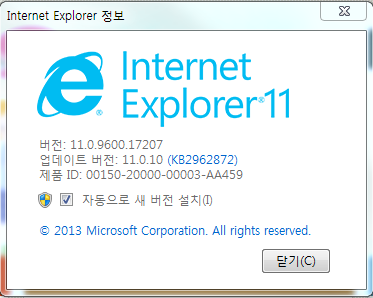 Internet Explorer 정보
Internet
Explorer®11
버전: 11.0.9600.17207
업데이트 버전: 11.0.10 (KB2962872)
제품 ID: 00150-20000-00003-AA459
자동으로 새 버전 설치(I)
© 2013 Microsoft Corporation. All rights reserved.
닫기(C)